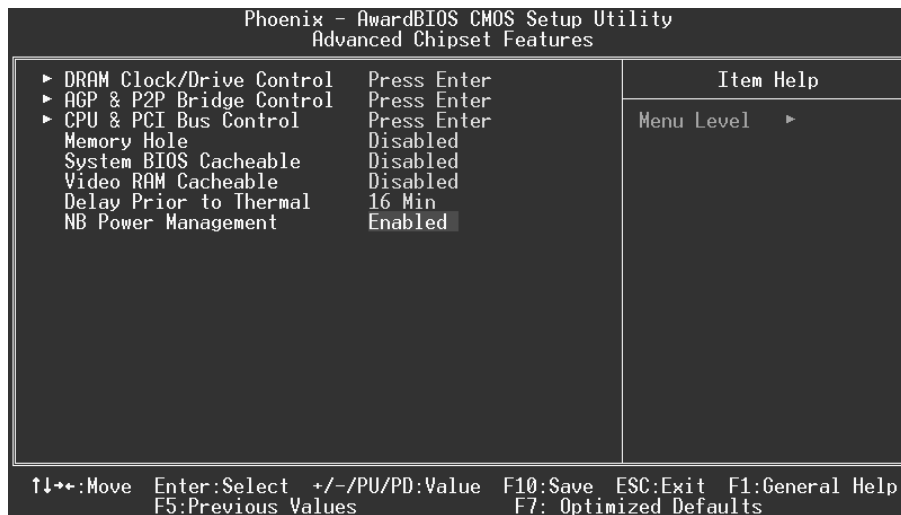 Phoenix - AwardBIOS CMOS Setup Utility
Advanced Chipset Features
► DRAM Clock/Drive Control Press Enter
► AGP & P2P Bridge Control Press Enter
► CPU & PCI Bus Control Press Enter
Memory Hole Disabled
System BIOS Cacheable Disabled
Video RAM Cacheable Disabled
Delay Prior to Thermal 16 Min
NB Power Management Enabled
Item Help
Menu Level ►
↑↓→←:Move Enter:Select +/-/PU/PD:Value F10:Save ESC:Exit F1:General Help
F5:Previous Values F7: Optimized Defaults